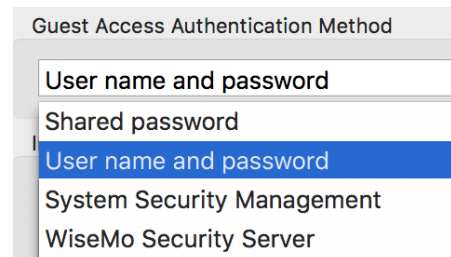 Guest Access Authentication Method
User name and password
Shared password
User name and password
System Security Management
WiseMo Security Server